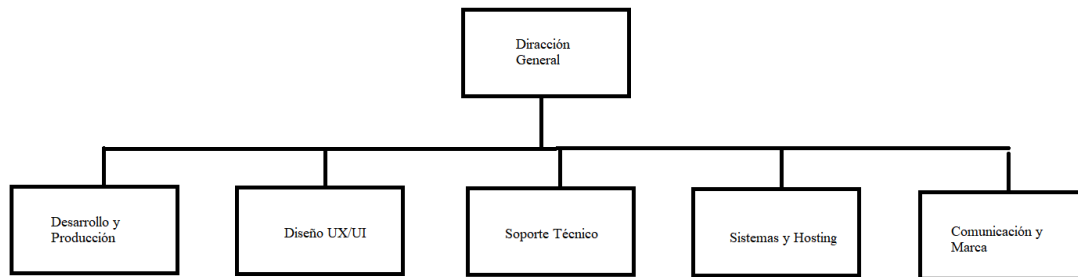 Diracción
General
Desarrollo y
Producción
Diseño UX/UI
Soporte Técnico
Sistemas y Hosting
Comunicación y
Marca